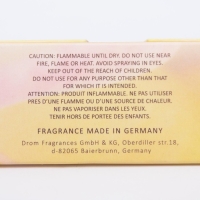 CAUTION: FLAMMABLE UNTIL DRY. DO NOT USE NEAR
FIRE, FLAME OR HEAT. AVOID SPRAYING IN EYES.
KEEP OUT OF THE REACH OF CHILDREN.
DO NOT USE FOR ANY PURPOSE OTHER THAN THAT
FOR WHICH IT IS INTENDED.
ATTENTION: PRODUIT INFLAMMABLE. NE PAS UTILISER
PRES D'UNE FLAMME OU D'UNE SOURCE DE CHALEUR.
NE PAS VAPORISER DANS LES YEUX.
TENIR HORS DE PORTEE DES ENFANTS.
FRAGRANCE MADE IN GERMANY
Drom Fragrances GmbH & KG, Oberdiller str.18,
d-82065 Baierbrunn, Germany